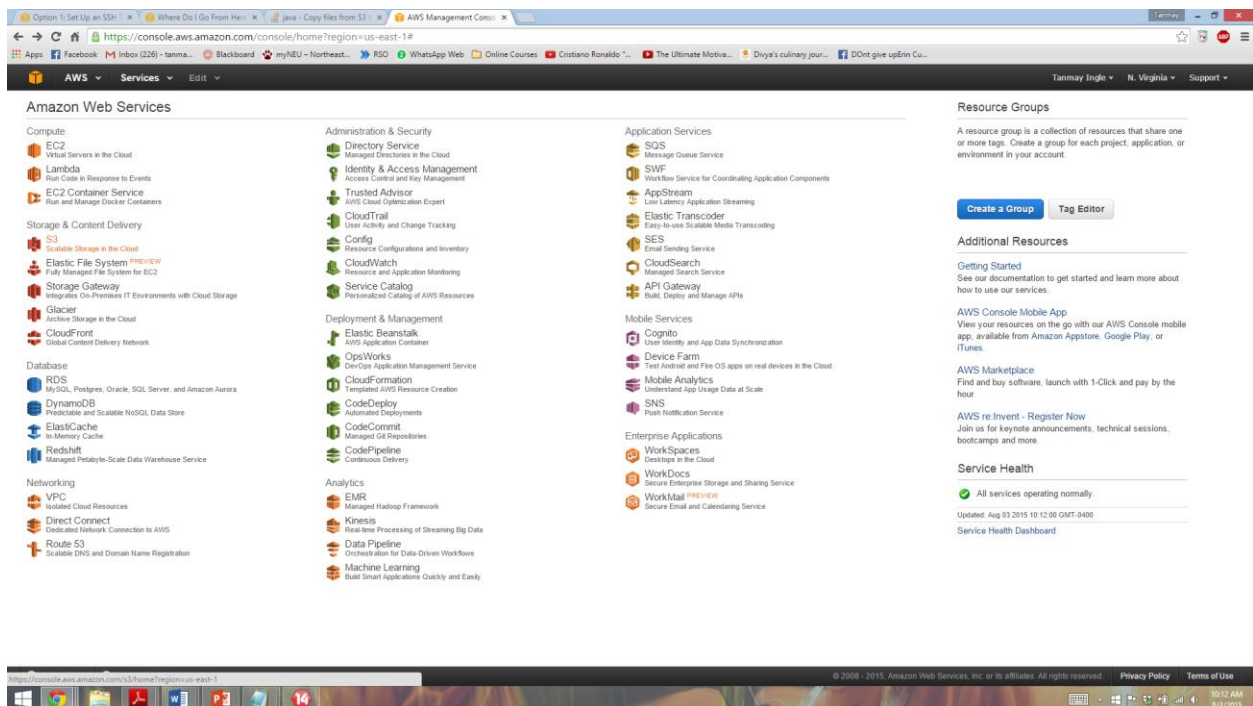 Option 1: Set Up an SSH T
Where Do I Go From Here
java - Copy files from S3 t
AWS Management Conso
Tanmay
https://console.aws.amazon.com/console/home?region=us-east-1#
Apps
Facebook
Inbox (226) - tanma...
Blackboard
myNEU – Northeast...
RSO
WhatsApp Web
Online Courses
Cristiano Ronaldo "...
The Ultimate Motiva...
Divya's culinary jour...
DOnt give upErin Cu...
AWS
Services
Edit
Tanmay Ingle
N. Virginia
Support
Amazon Web Services
Compute
EC2
Virtual Servers in the Cloud
Lambda
Run Code in Response to Events
EC2 Container Service
Run and Manage Docker Containers
Storage & Content Delivery
S3
Scalable Storage in the Cloud
Elastic File System PREVIEW
Fully Managed File System for EC2
Storage Gateway
Integrates On-Premises IT Environments with Cloud Storage
Glacier
Archive Storage in the Cloud
CloudFront
Global Content Delivery Network
Database
RDS
MySQL, Postgres, Oracle, SQL Server, and Amazon Aurora
DynamoDB
Predictable and Scalable NoSQL Data Store
ElastiCache
In-Memory Cache
Redshift
Managed Petabyte-Scale Data Warehouse Service
Networking
VPC
Isolated Cloud Resources
Direct Connect
Dedicated Network Connection to AWS
Route 53
Scalable DNS and Domain Name Registration
Administration & Security
Directory Service
Managed Directories in the Cloud
Identity & Access Management
Access Control and Key Management
Trusted Advisor
AWS Cloud Optimization Expert
CloudTrail
User Activity and Change Tracking
Config
Resource Configurations and Inventory
CloudWatch
Resource and Application Monitoring
Service Catalog
Personalized Catalog of AWS Resources
Deployment & Management
Elastic Beanstalk
AWS Application Container
OpsWorks
DevOps Application Management Service
CloudFormation
Templated AWS Resource Creation
CodeDeploy
Automated Deployments
CodeCommit
Managed Git Repositories
CodePipeline
Continuous Delivery
Analytics
EMR
Managed Hadoop Framework
Kinesis
Real-time Processing of Streaming Big Data
Data Pipeline
Orchestration for Data-Driven Workflows
Machine Learning
Build Smart Applications Quickly and Easily
Application Services
SQS
Message Queue Service
SWF
Workflow Service for Coordinating Application Components
AppStream
Low Latency Application Streaming
Elastic Transcoder
Easy-to-use Scalable Media Transcoding
SES
Email Sending Service
CloudSearch
Managed Search Service
API Gateway
Build, Deploy and Manage APIs
Mobile Services
Cognito
User Identity and App Data Synchronization
Device Farm
Test Android and Fire OS apps on real devices in the Cloud
Mobile Analytics
Understand App Usage Data at Scale
SNS
Push Notification Service
Enterprise Applications
WorkSpaces
Desktops in the Cloud
WorkDocs
Secure Enterprise Storage and Sharing Service
WorkMail PREVIEW
Secure Email and Calendaring Service
Resource Groups
A resource group is a collection of resources that share one
or more tags. Create a group for each project, application, or
environment in your account.
Create a Group
Tag Editor
Additional Resources
Getting Started
See our documentation to get started and learn more about
how to use our services.
AWS Console Mobile App
View your resources on the go with our AWS Console mobile
app, available from Amazon Appstore, Google Play, or
iTunes.
AWS Marketplace
Find and buy software, launch with 1-Click and pay by the
hour.
AWS re:Invent - Register Now
Join us for keynote announcements, technical sessions,
bootcamps and more.
Service Health
All services operating normally.
Updated: Aug 03 2015 10:12:00 GMT-0400
Service Health Dashboard
https://console.aws.amazon.com/s3/home?region=us-east-1
© 2008 - 2015, Amazon Web Services, Inc. or its affiliates. All rights reserved.
Privacy Policy
Terms of Use
14
10:12 AM
8/3/2015